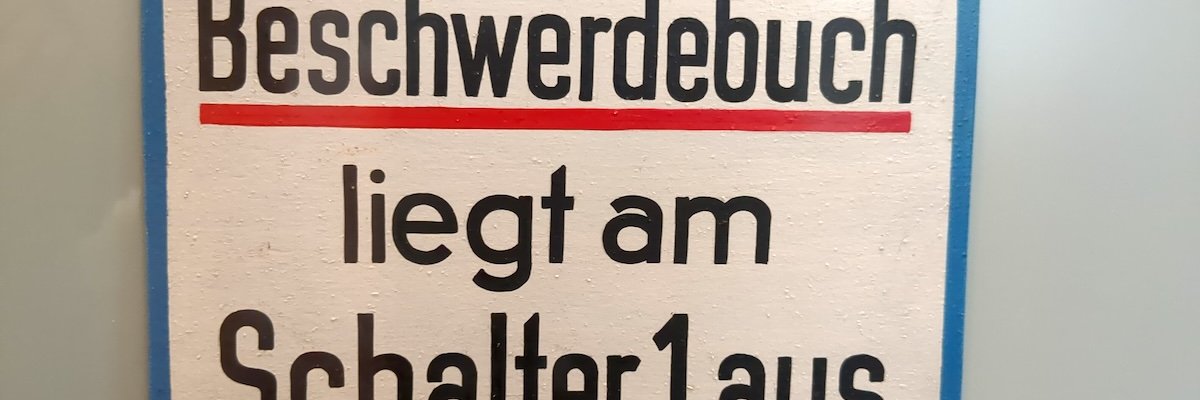 Beschwerdebuch
liegt am
Schalter 1 aus